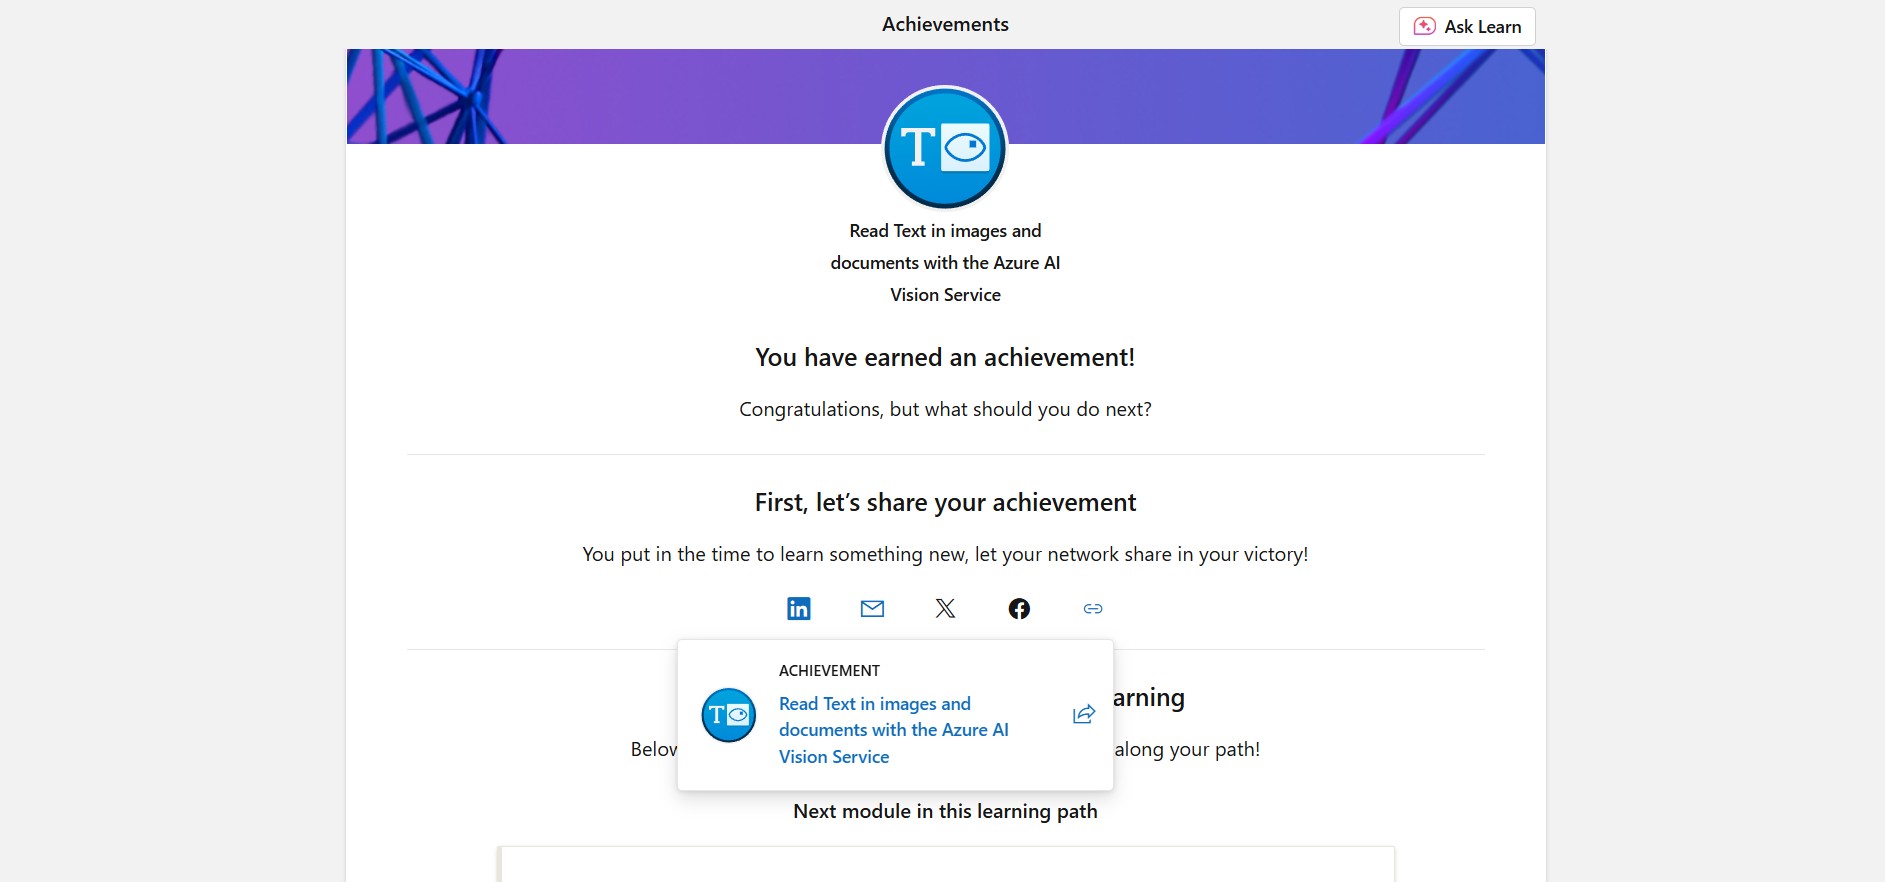 Achievements
Ask Learn
T
Read Text in images and
documents with the Azure AI
Vision Service
You have earned an achievement!
Congratulations, but what should you do next?
First, let’s share your achievement
You put in the time to learn something new, let your network share in your victory!
in
X
f
ACHIEVEMENT
T
Read Text in images and
documents with the Azure AI
Vision Service
arning
Below
along your path!
Next module in this learning path